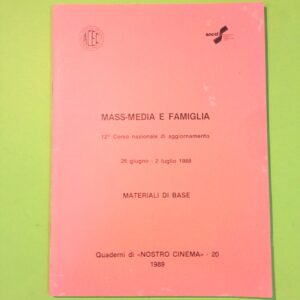 ACEC
MASS-MEDIA E FAMIGLIA
12° Corso nazionale di aggiornamento
26 giugno - 2 luglio 1988
MATERIALI DI BASE
Quaderni di «NOSTRO CINEMA» - 20
1989